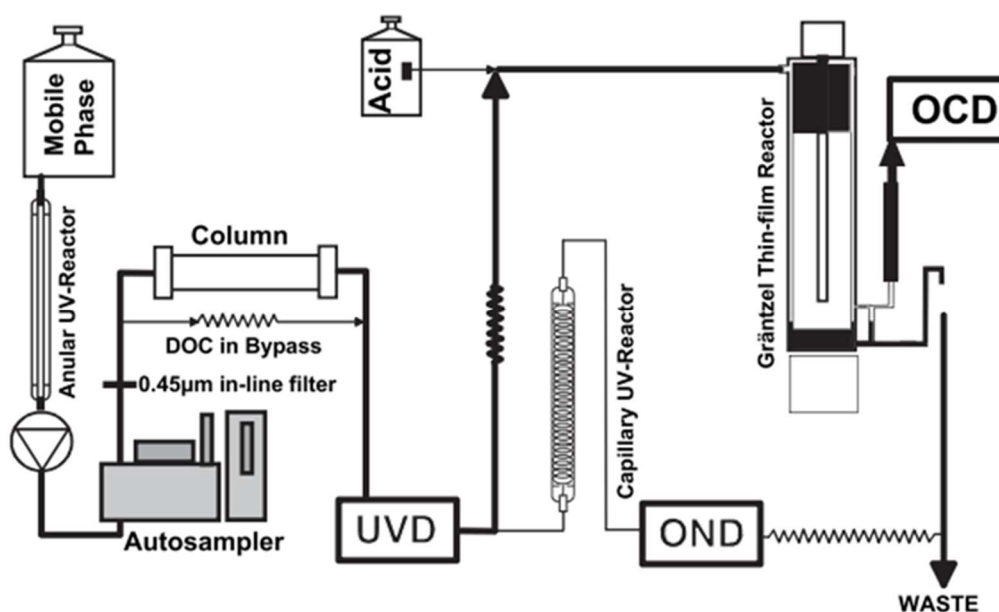 Mobile
Phase
Anular UV-Reactor
Column
DOC in Bypass
0.45µm in-line filter
Autosampler
UVD
Acid
Capillary UV-Reactor
OND
Gräntzel Thin-film Reactor
OCD
WASTE